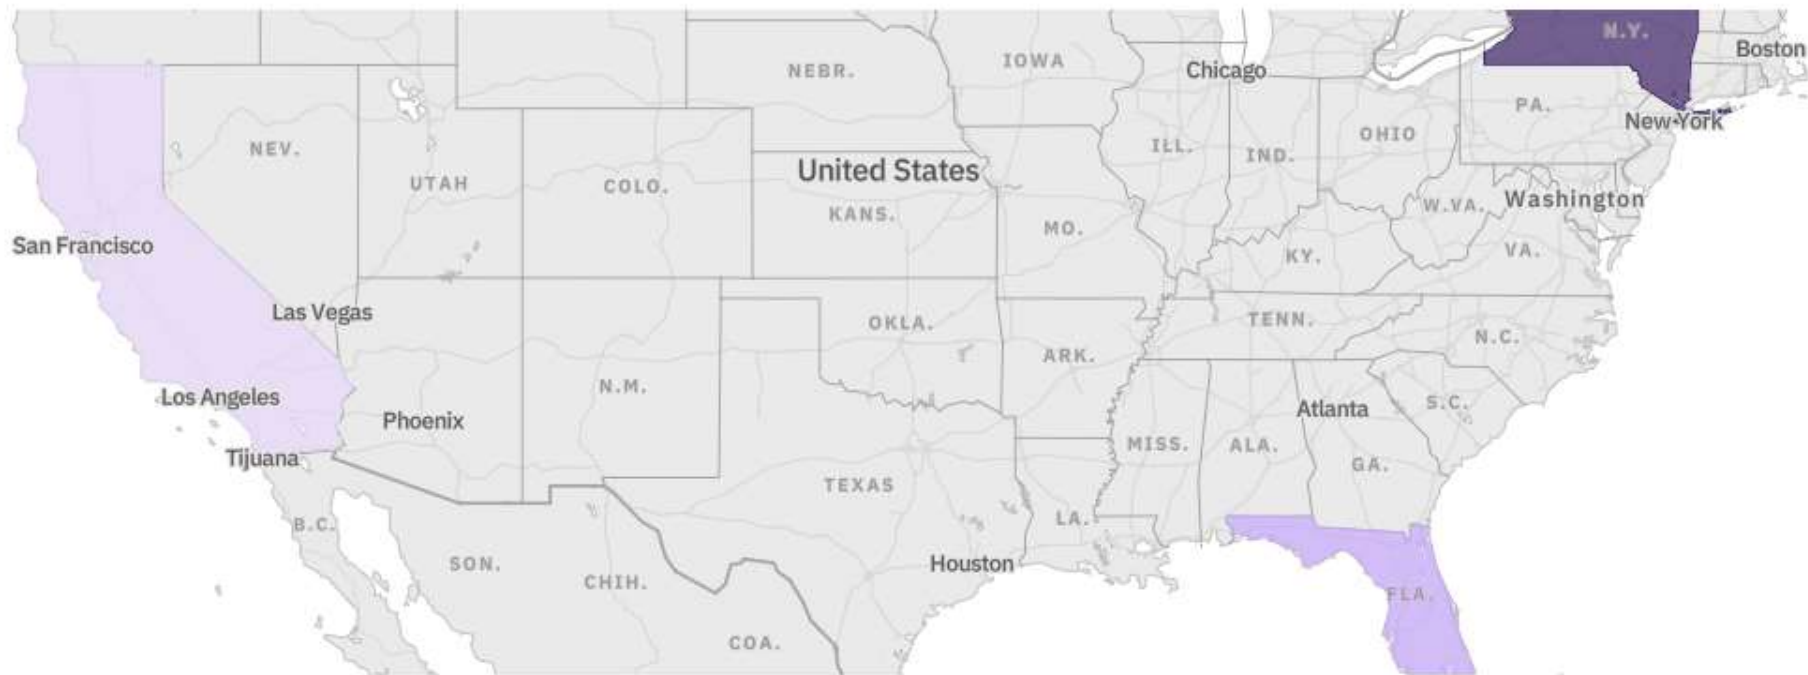 N.Y.
Boston
IOWA
NEBR.
Chicago
PA.
New York
OHIO
NEV.
ILL.
IND.
United States
UTAH
COLO.
Washington
W.VA.
KANS.
MO.
San Francisco
VA.
KY.
Las Vegas
TENN.
OKLA.
N.C.
ARK.
N.M.
Los Angeles
S.C.
Atlanta
Phoenix
MISS.
ALA.
Tijuana
GA.
TEXAS
LA.
B.C.
SON.
Houston
CHIH.
FLA.
COA.